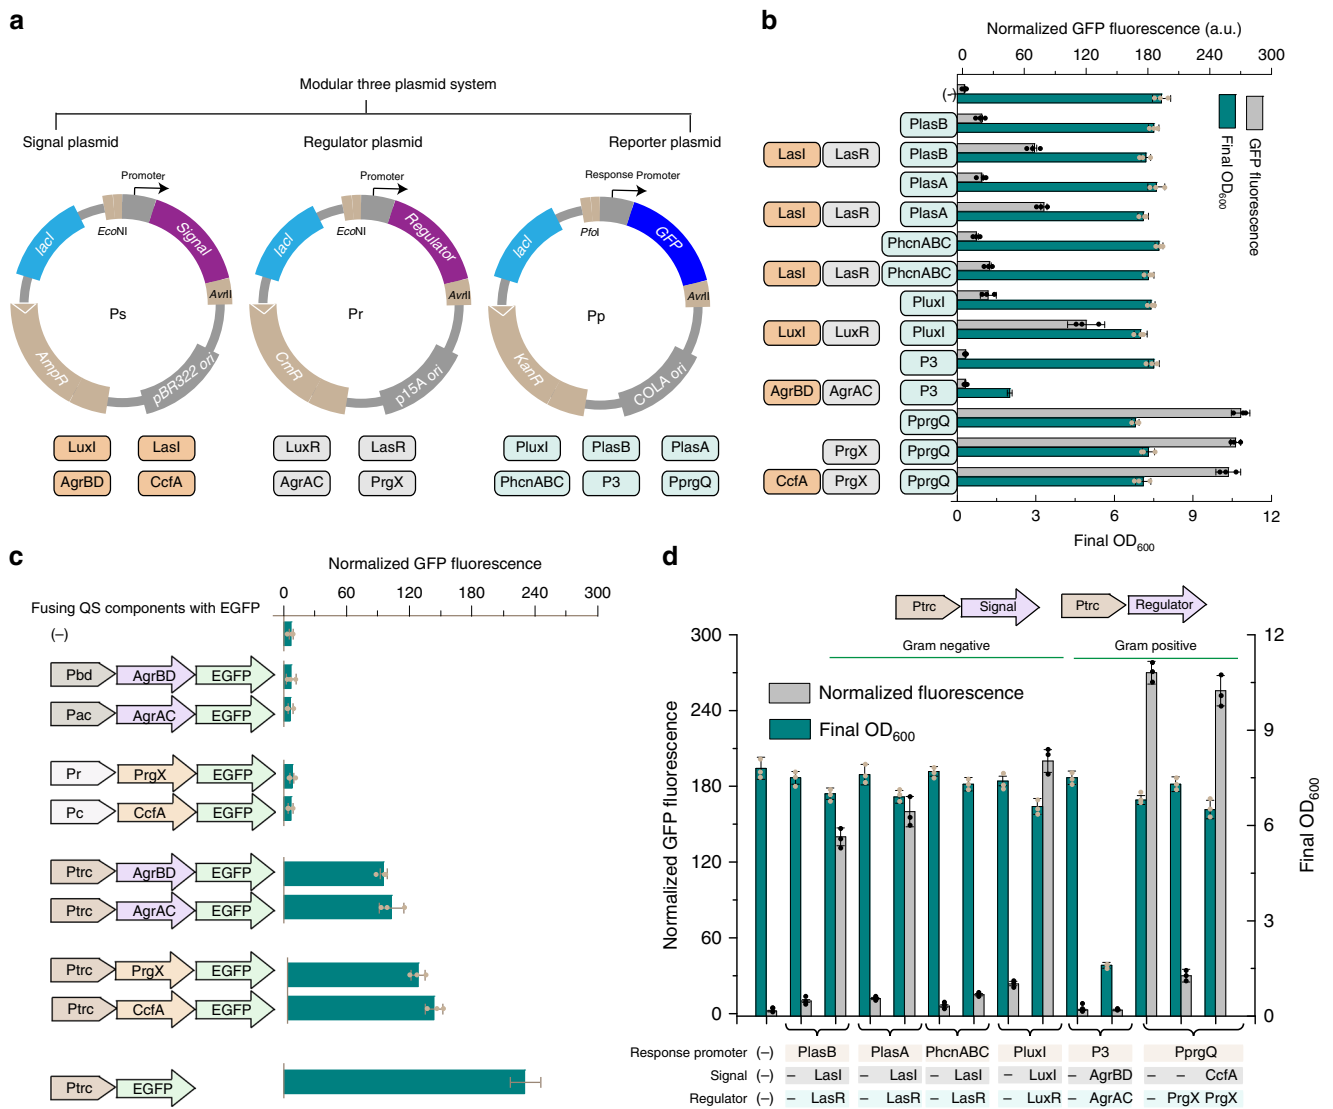 a
Modular three plasmid system
Signal plasmid
Regulator plasmid
Reporter plasmid
Promoter
EcoNI
lacI
Signal
AvrII
Ps
AmpR
pBR322 ori
Promoter
EcoNI
lacI
Regulator
AvrII
Pr
CmR
p15A ori
Response Promoter
PfoI
lacI
GFP
AvrII
Pp
KanR
COLA ori
LuxI LasI
AgrBD CcfA
LuxR LasR
AgrAC PrgX
PluxI PlasB PlasA
PhcnABC P3 PprgQ
b
Normalized GFP fluorescence (a.u.)
0 60 120 180 240 300
(-)
PlasB
LasI LasR PlasB
PlasA
LasI LasR PlasA
PhcnABC
LasI LasR PhcnABC
PluxI
LuxI LuxR PluxI
P3
AgrBD AgrAC P3
PprgQ
PrgX PprgQ
CcfA PrgX PprgQ
GFP fluorescence
Final OD600
0 3 6 9 12
Final OD600
c
Normalized GFP fluorescence
Fusing QS components with EGFP
0 60 120 180 240 300
(–)
Pbd AgrBD EGFP
Pac AgrAC EGFP
Pr PrgX EGFP
Pc CcfA EGFP
Ptrc AgrBD EGFP
Ptrc AgrAC EGFP
Ptrc PrgX EGFP
Ptrc CcfA EGFP
Ptrc EGFP
d
Ptrc Signal
Ptrc Regulator
Gram negative
Gram positive
Normalized fluorescence
Final OD600
Normalized GFP fluorescence
300
240
180
120
60
0
Final OD600
12
9
6
3
0
Response promoter (–) PlasB PlasA PhcnABC PluxI P3 PprgQ
Signal (–) – LasI – LasI – LasI – LuxI – AgrBD – – CcfA
Regulator (–) – LasR – LasR – LasR – LuxR – AgrAC – PrgX PrgX